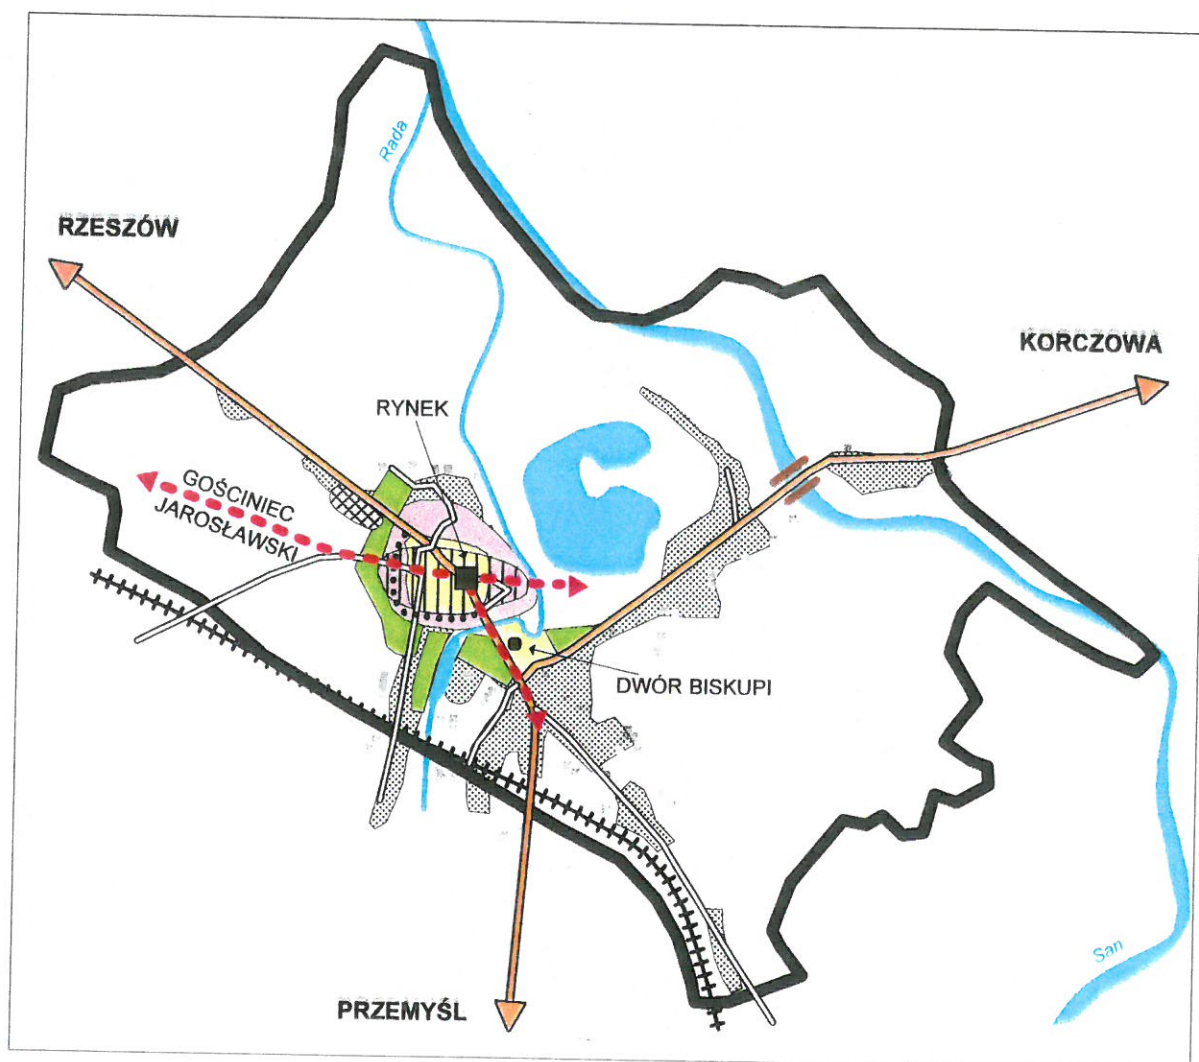 Rada
RZESZÓW
KORCZOWA
RYNEK
GOŚCINIEC
JAROSŁAWSKI
DWÓR BISKUPI
San
PRZEMYŚL